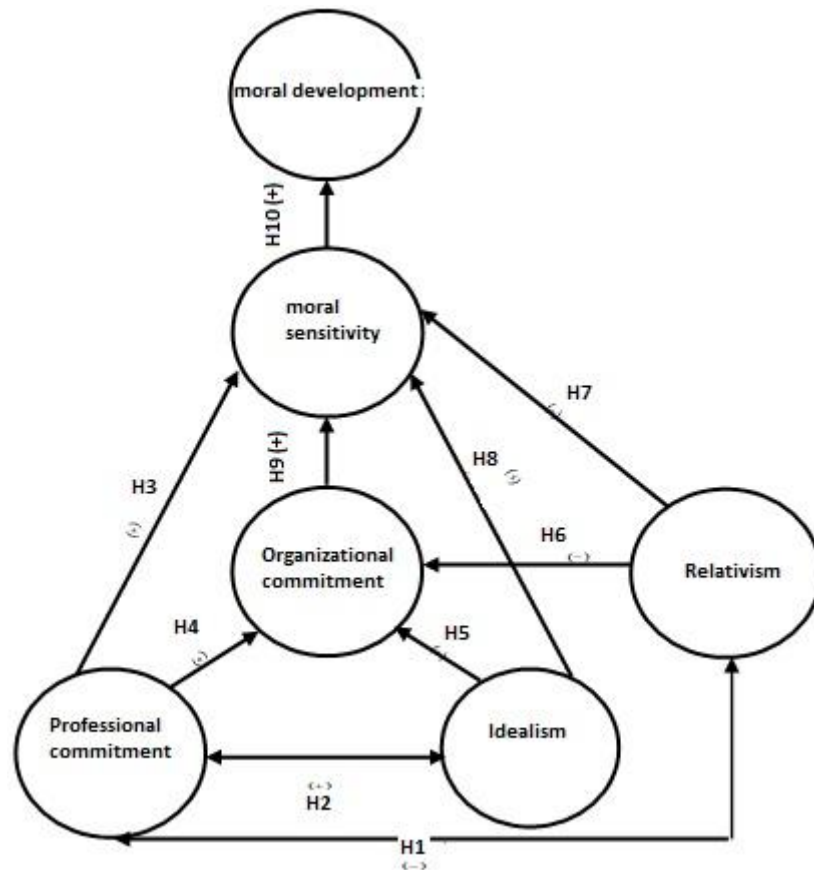 moral development:
H10 (+)
moral
sensitivity
H7
H3
(+)
H9 (+)
H8
(+)
H6
(−)
Organizational
commitment
Relativism
H4
(+)
H5
Professional
commitment
Idealism
(+)
H2
H1
(−)